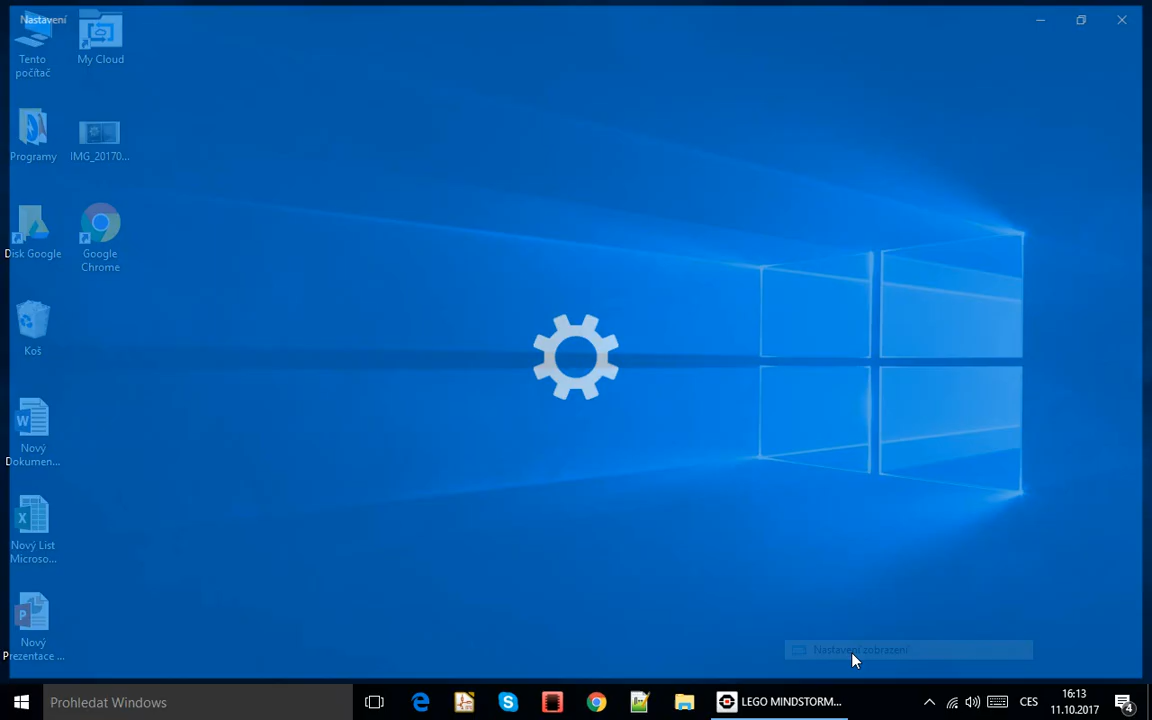 Nastavení
Tento
počítač
My Cloud
Programy
IMG_20170...
Disk Google
Google
Chrome
Koš
Nový
Dokumen...
Nový List
Microso...
Nový
Prezentace ...
Nastavení zobrazení
Prohledat Windows
LEGO MINDSTORM...
CES
16:13
11.10.2017
4